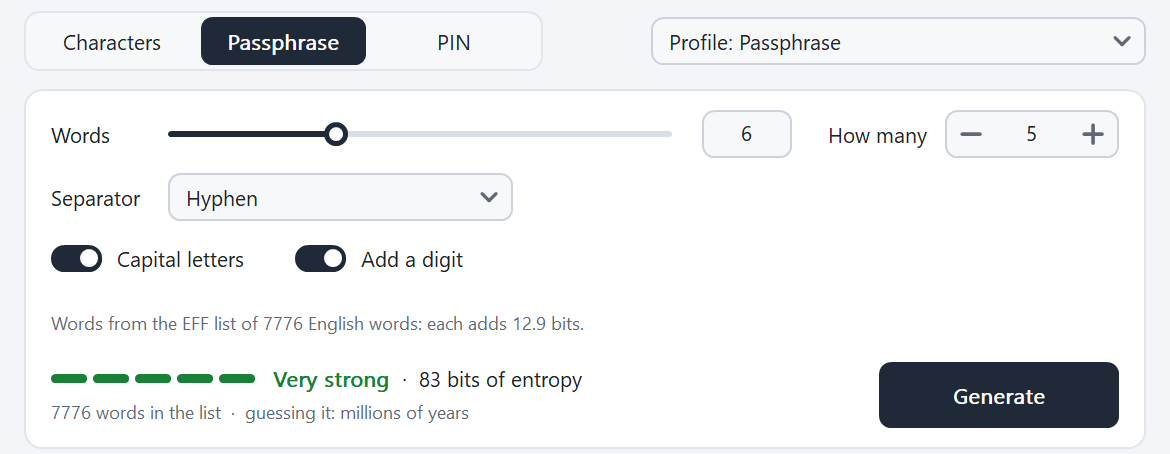 Characters Passphrase PIN Profile: Passphrase
Words 6 How many 5
Separator Hyphen
Capital letters Add a digit
Words from the EFF list of 7776 English words: each adds 12.9 bits.
Very strong · 83 bits of entropy
7776 words in the list · guessing it: millions of years
Generate